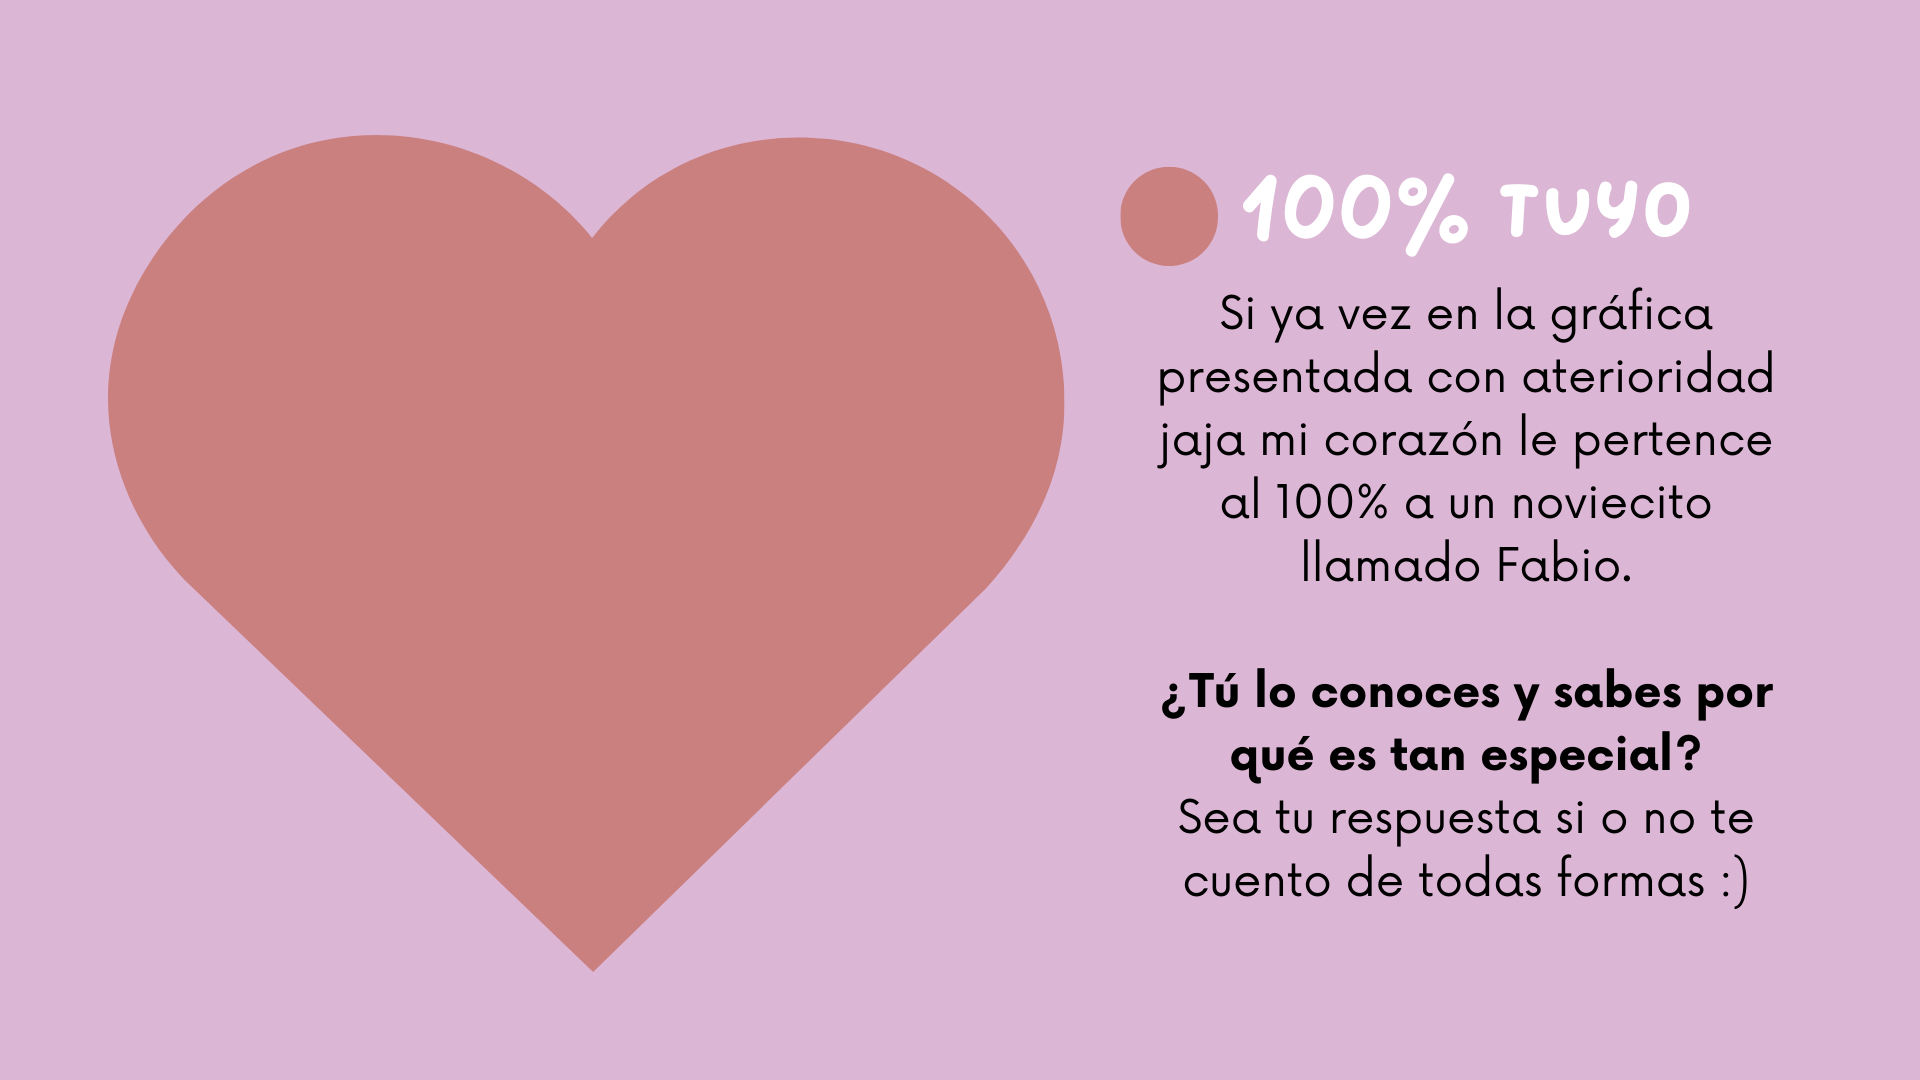 100% TUYO
Si ya vez en la gráfica
presentada con aterioridad
jaja mi corazón le pertence
al 100% a un noviecito
llamado Fabio.
¿Tú lo conoces y sabes por
qué es tan especial?
Sea tu respuesta si o no te
cuento de todas formas :)